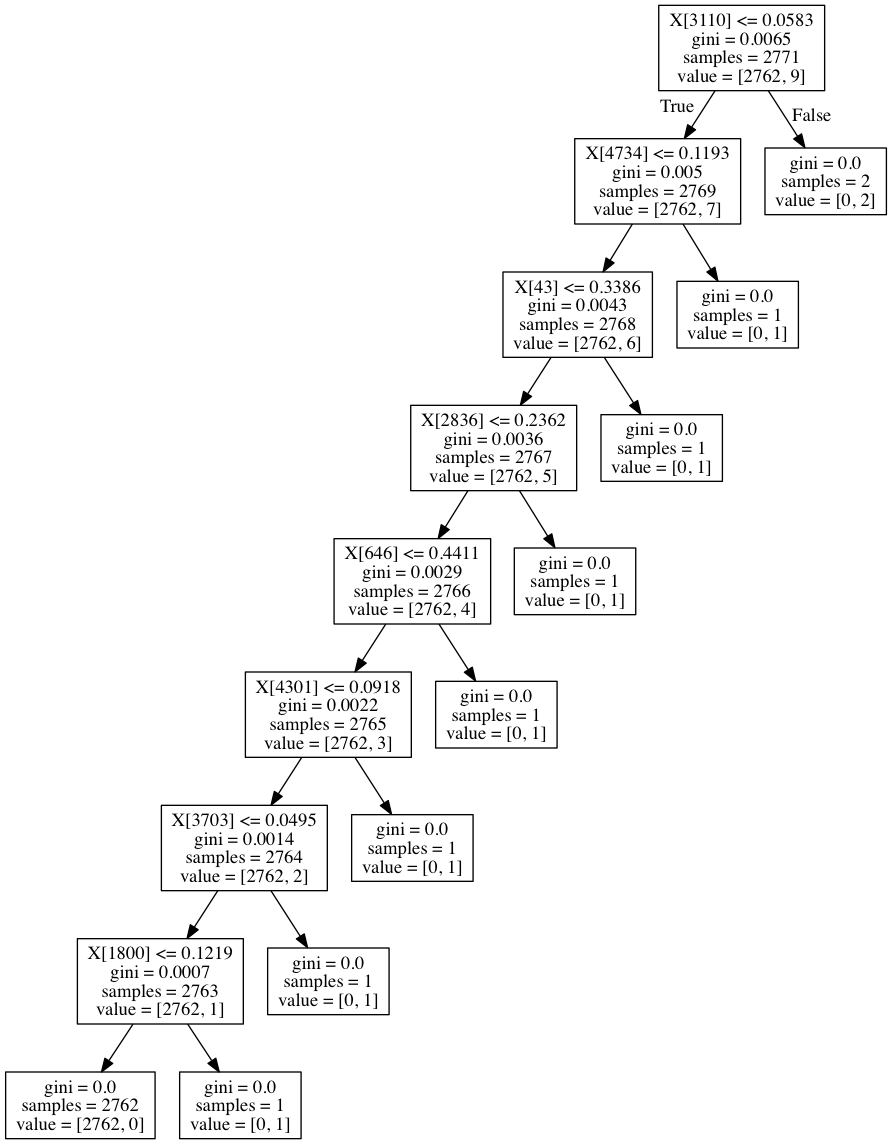 X[3110] <= 0.0583
gini = 0.0065
samples = 2771
value = [2762, 9]
True
False
X[4734] <= 0.1193
gini = 0.005
samples = 2769
value = [2762, 7]
gini = 0.0
samples = 2
value = [0, 2]
X[43] <= 0.3386
gini = 0.0043
samples = 2768
value = [2762, 6]
gini = 0.0
samples = 1
value = [0, 1]
X[2836] <= 0.2362
gini = 0.0036
samples = 2767
value = [2762, 5]
gini = 0.0
samples = 1
value = [0, 1]
X[646] <= 0.4411
gini = 0.0029
samples = 2766
value = [2762, 4]
gini = 0.0
samples = 1
value = [0, 1]
X[4301] <= 0.0918
gini = 0.0022
samples = 2765
value = [2762, 3]
gini = 0.0
samples = 1
value = [0, 1]
X[3703] <= 0.0495
gini = 0.0014
samples = 2764
value = [2762, 2]
gini = 0.0
samples = 1
value = [0, 1]
X[1800] <= 0.1219
gini = 0.0007
samples = 2763
value = [2762, 1]
gini = 0.0
samples = 1
value = [0, 1]
gini = 0.0
samples = 2762
value = [2762, 0]
gini = 0.0
samples = 1
value = [0, 1]